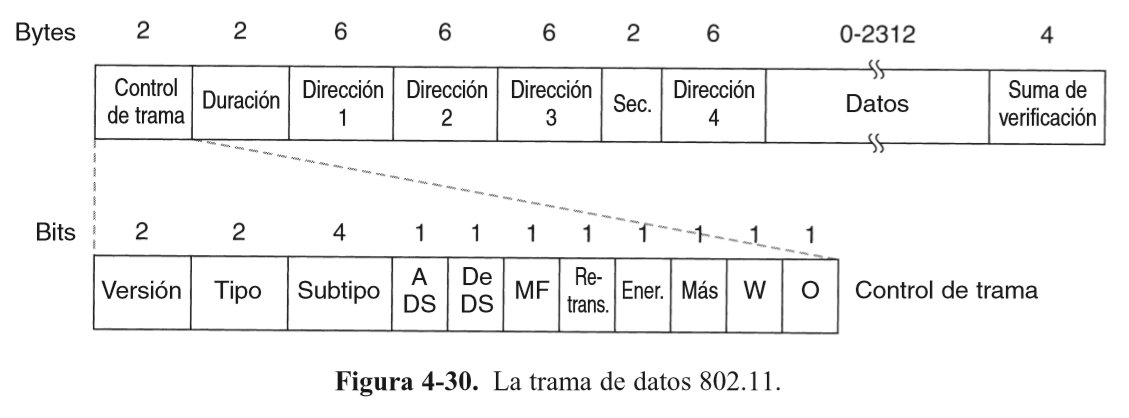 Bytes 2 2 6 6 6 2 6 0-2312 4
Control de trama Duración Dirección 1 Dirección 2 Dirección 3 Sec. Dirección 4 Datos Suma de verificación
Bits 2 2 4 1 1 1 1 1 1 1 1
Versión Tipo Subtipo A DS De DS MF Re- trans. Ener. Más W O Control de trama
Figura 4-30. La trama de datos 802.11.